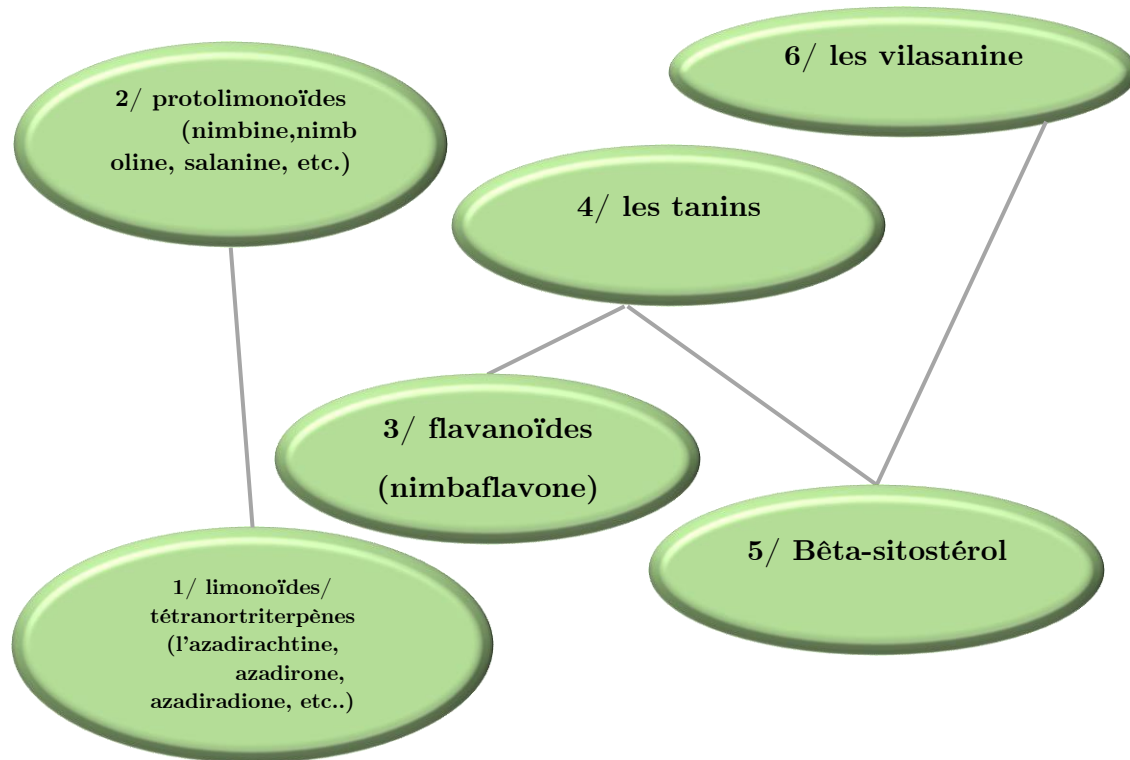 6/ les vilasanine
2/ protolimonoïdes
(nimbine,nimb
oline, salanine, etc.)
4/ les tanins
3/ flavanoïdes
(nimbaflavone)
5/ Bêta-sitostérol
1/ limonoïdes/
tétranortriterpènes
(l'azadirachtine,
azadirone,
azadiradione, etc..)